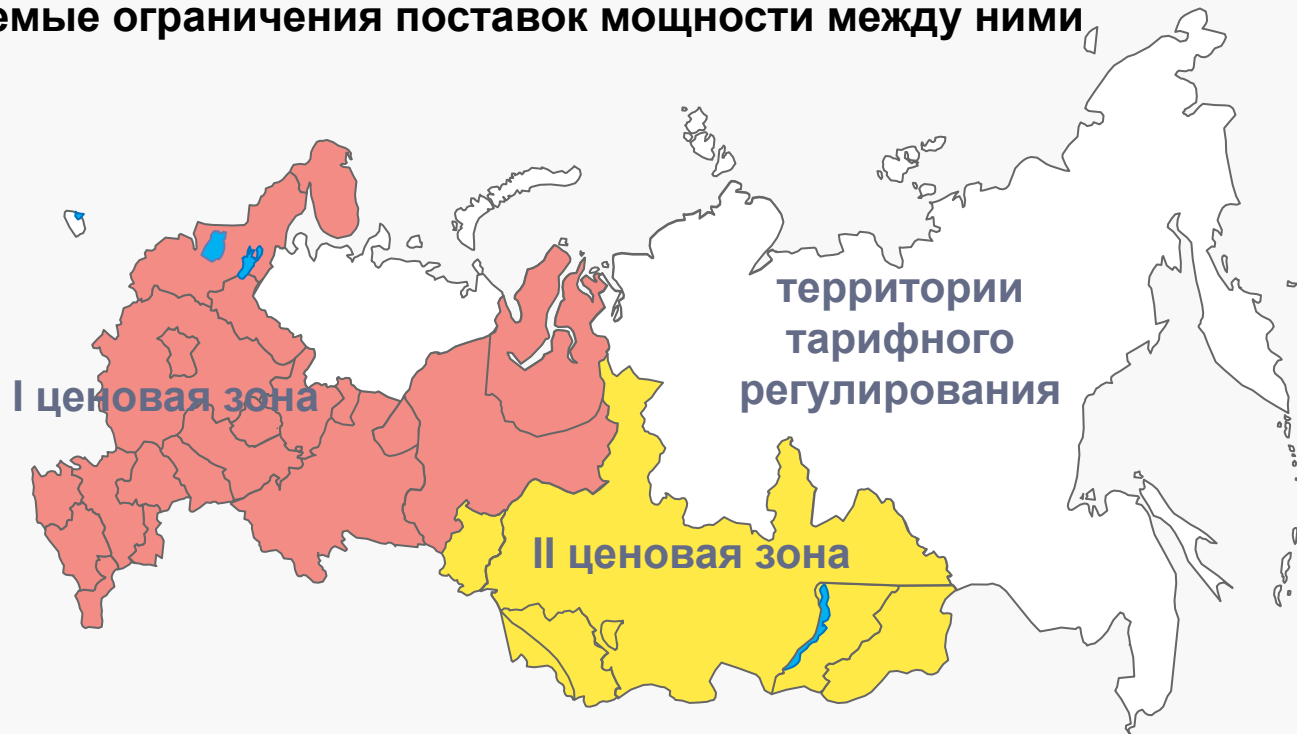 емые ограничения поставок мощности между ними
территории
тарифного
регулирования
I ценовая зона
II ценовая зона